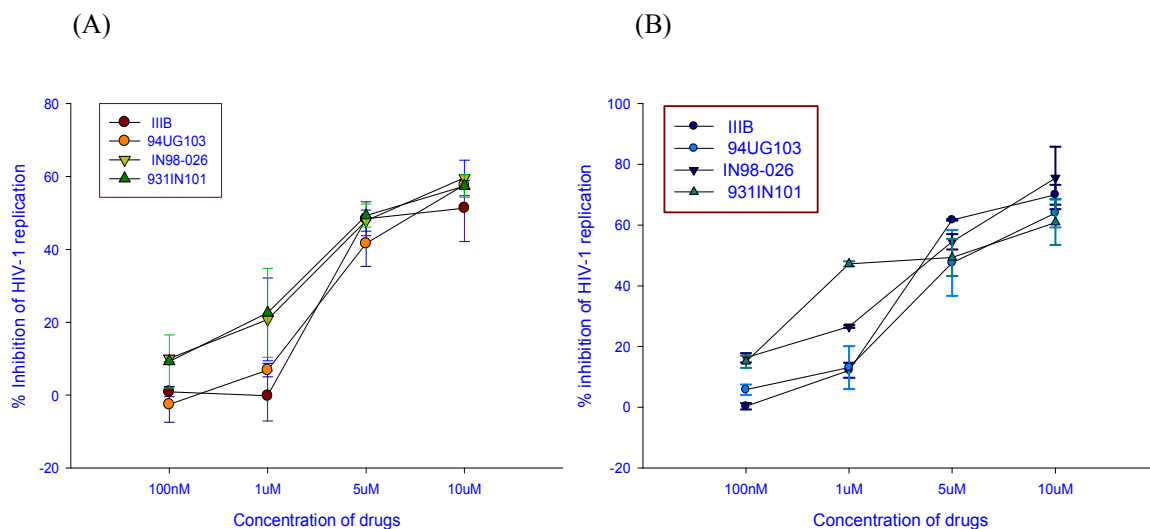 (A)
(B)
% Inhibition of HIV-1 replication
80
60
40
20
0
-20
IIIB
94UG103
IN98-026
931IN101
100nM
1uM
5uM
10uM
Concentration of drugs
% inhibition of HIV-1 replication
100
80
60
40
20
0
-20
IIIB
94UG103
IN98-026
931IN101
100nM
1uM
5uM
10uM
Concentration of drugs